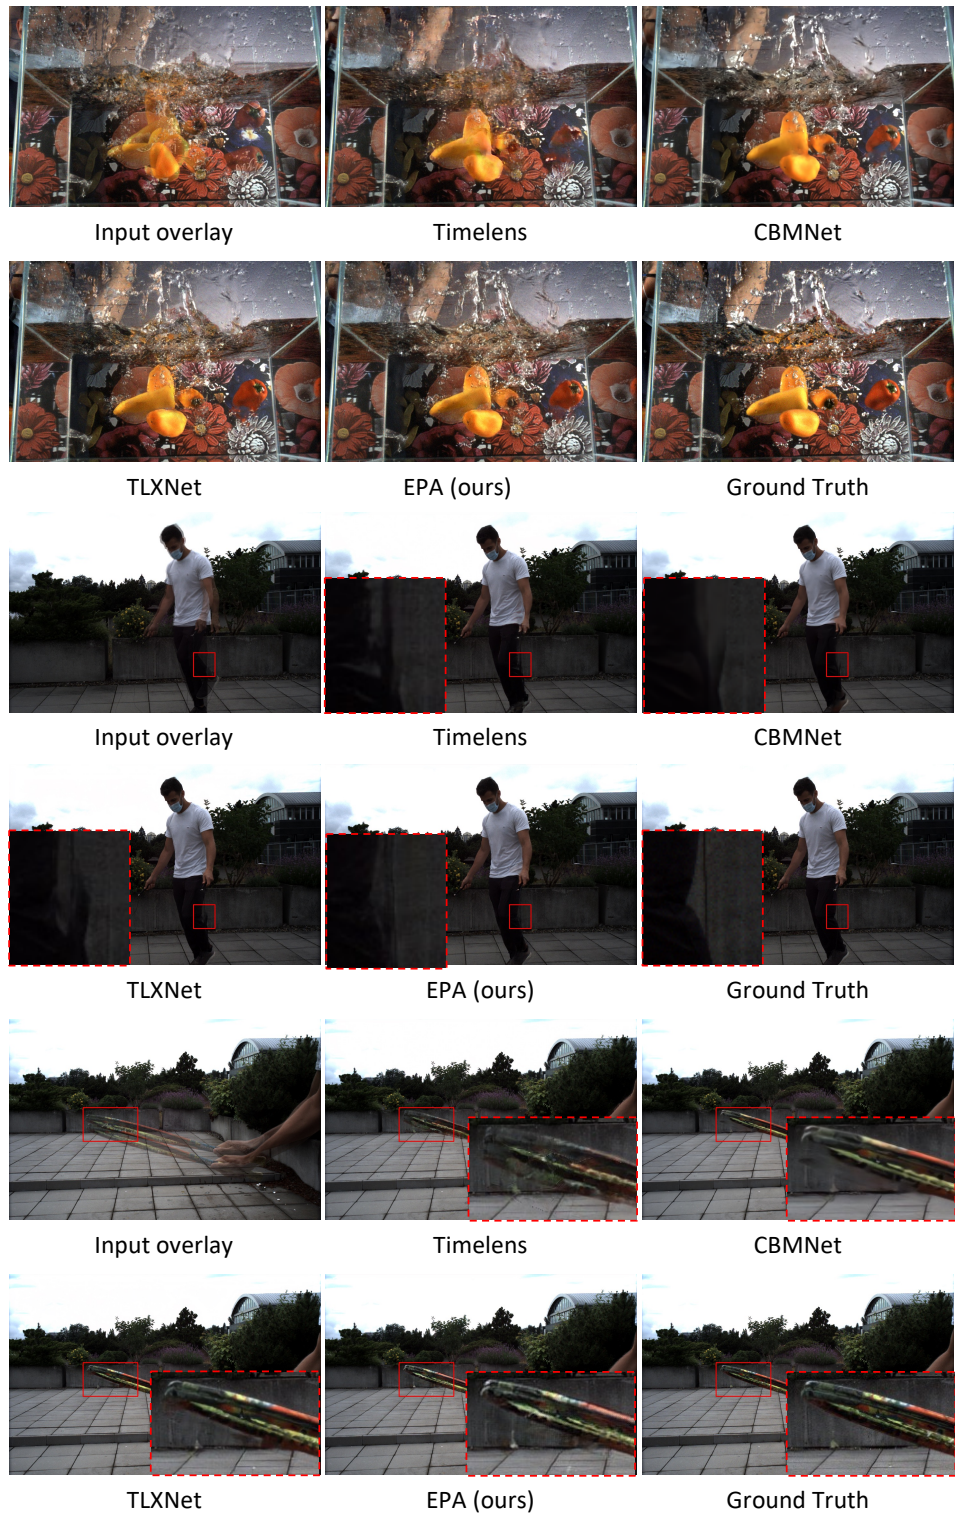 Input overlay
Timelens
CBMNet
TLXNet
EPA (ours)
Ground Truth
Input overlay
Timelens
CBMNet
TLXNet
EPA (ours)
Ground Truth
Input overlay
Timelens
CBMNet
TLXNet
EPA (ours)
Ground Truth